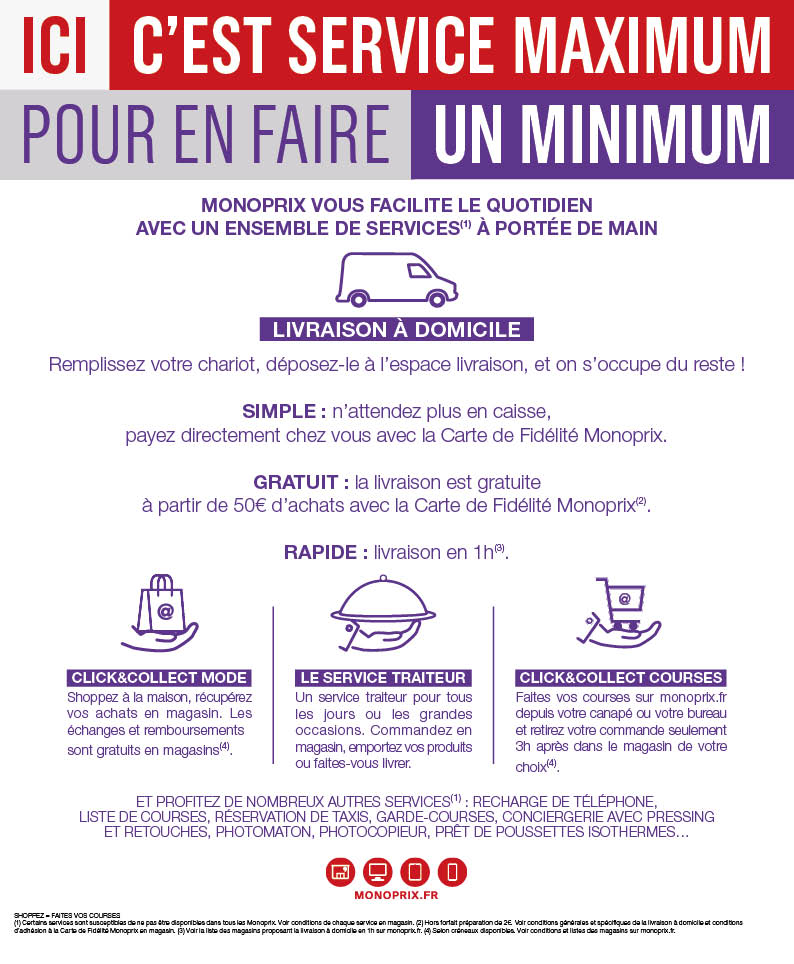 ICI C'EST SERVICE MAXIMUM
POUR EN FAIRE UN MINIMUM
MONOPRIX VOUS FACILITE LE QUOTIDIEN
AVEC UN ENSEMBLE DE SERVICES(1) À PORTÉE DE MAIN
LIVRAISON À DOMICILE
Remplissez votre chariot, déposez-le à l'espace livraison, et on s'occupe du reste !
SIMPLE : n'attendez plus en caisse,
payez directement chez vous avec la Carte de Fidélité Monoprix.
GRATUIT : la livraison est gratuite
à partir de 50€ d'achats avec la Carte de Fidélité Monoprix(2).
RAPIDE : livraison en 1h(3).
@
CLICK&COLLECT MODE
Shoppez à la maison, récupérez
vos achats en magasin. Les
échanges et remboursements
sont gratuits en magasins(4).
LE SERVICE TRAITEUR
Un service traiteur pour tous
les jours ou les grandes
occasions. Commandez en
magasin, emportez vos produits
ou faites-vous livrer.
@
CLICK&COLLECT COURSES
Faites vos courses sur monoprix.fr
depuis votre canapé ou votre bureau
et retirez votre commande seulement
3h après dans le magasin de votre
choix(4).
ET PROFITEZ DE NOMBREUX AUTRES SERVICES(1) : RECHARGE DE TÉLÉPHONE,
LISTE DE COURSES, RÉSERVATION DE TAXIS, GARDE-COURSES, CONCIERGERIE AVEC PRESSING
ET RETOUCHES, PHOTOMATON, PHOTOCOPIEUR, PRÊT DE POUSSETTES ISOTHERMES...
MONOPRIX.FR
SHOPPEZ = FAITES VOS COURSES
(1) Certains services sont susceptibles de ne pas être disponibles dans tous les Monoprix. Voir conditions de chaque service en magasin. (2) Hors forfait préparation de 2€. Voir conditions générales et spécifiques de la livraison à domicile et conditions
d'adhésion à la Carte de Fidélité Monoprix en magasin. (3) Voir la liste des magasins proposant la livraison à domicile en 1h sur monoprix.fr. (4) Selon créneaux disponibles. Voir conditions et listes des magasins sur monoprix.fr.